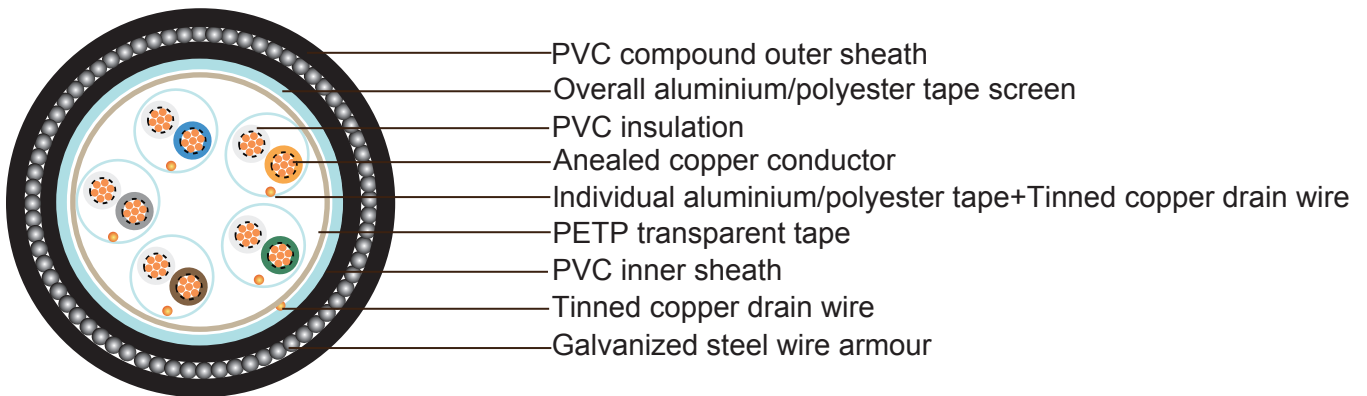 PVC compound outer sheath
Overall aluminium/polyester tape screen
PVC insulation
Anealed copper conductor
Individual aluminium/polyester tape+Tinned copper drain wire
PETP transparent tape
PVC inner sheath
Tinned copper drain wire
Galvanized steel wire armour